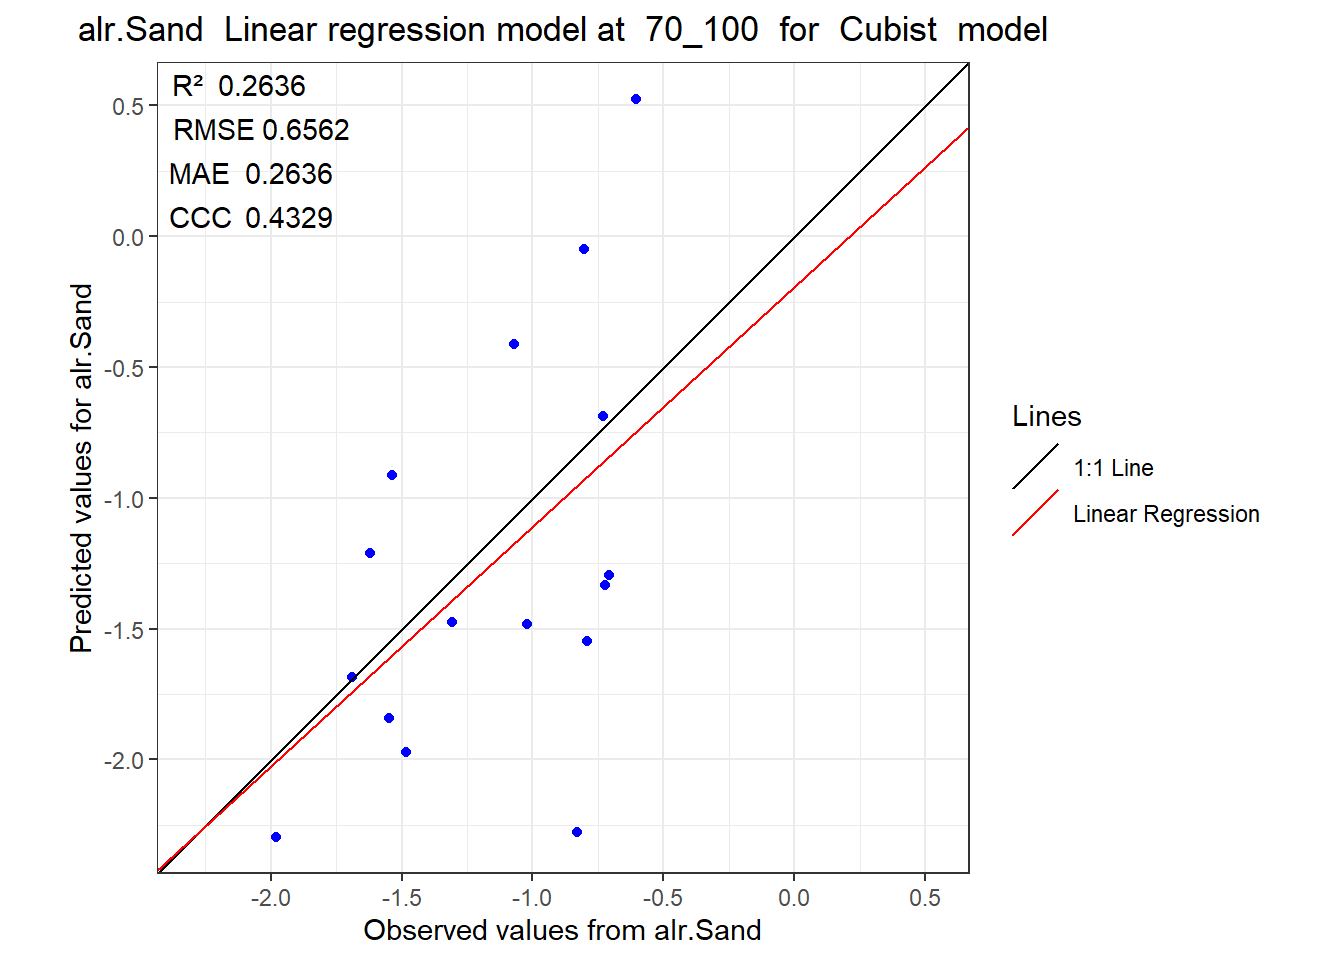 alr.Sand  Linear regression model at  70_100  for  Cubist  model
R²  0.2636
RMSE 0.6562
MAE  0.2636
CCC  0.4329
0.5
0.0
-0.5
-1.0
-1.5
-2.0
Predicted values for alr.Sand
-2.0 -1.5 -1.0 -0.5 0.0 0.5
Observed values from alr.Sand
Lines
1:1 Line
Linear Regression